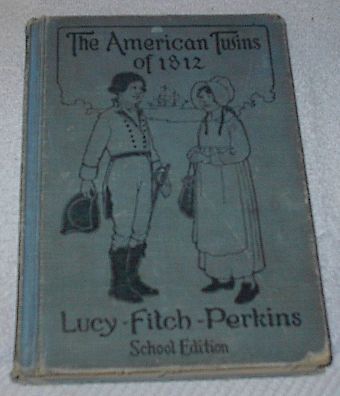 The American Twins
of 1812
Lucy-Fitch-Perkins
School Edition